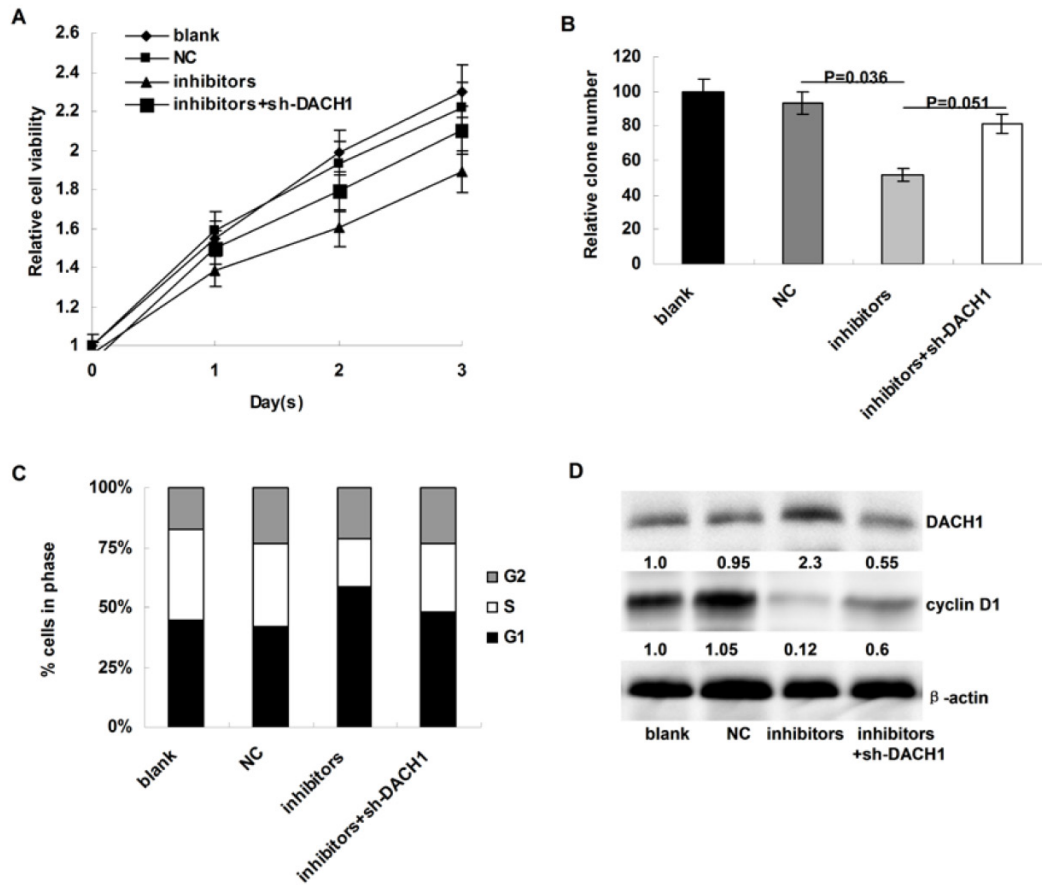 A
2.6
2.4
2.2
2
1.8
1.6
1.4
1.2
1
0
1
2
3
Relative cell viability
Day(s)
blank
NC
inhibitors
inhibitors+sh-DACH1
B
120
100
80
60
40
20
0
Relative clone number
P=0.036
P=0.051
blank
NC
inhibitors
inhibitors+sh-DACH1
C
100%
75%
50%
25%
0%
% cells in phase
G2
S
G1
blank
NC
inhibitors
inhibitors+sh-DACH1
D
DACH1
1.0 0.95 2.3 0.55
cyclin D1
1.0 1.05 0.12 0.6
β-actin
blank NC inhibitors inhibitors
+sh-DACH1